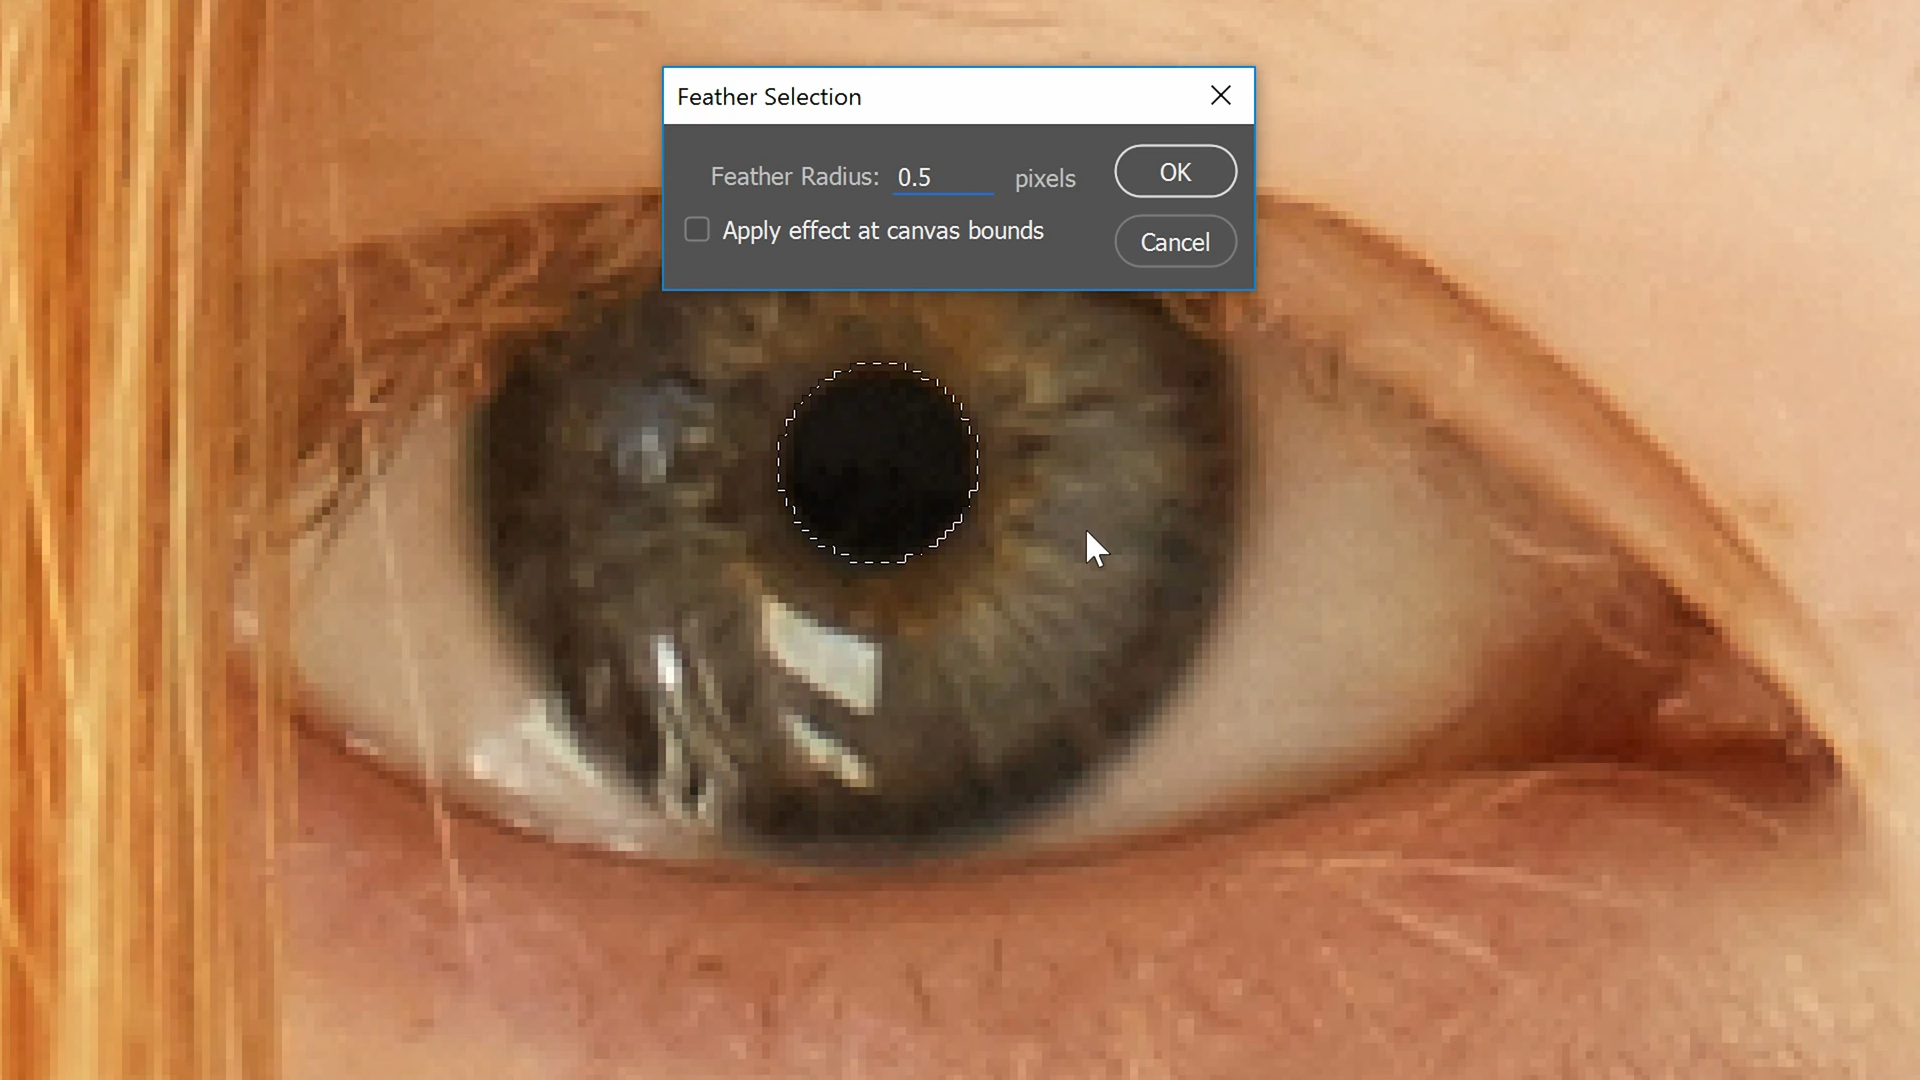 Feather Selection
Feather Radius: 0.5 pixels
OK
Apply effect at canvas bounds
Cancel